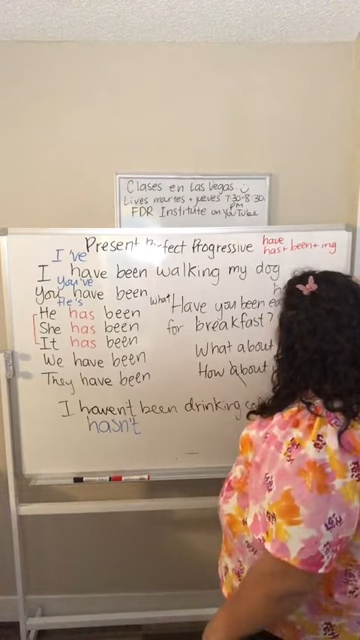 Clases en Las Vegas
Lives martes + jueves 7:30-8:30
PM
FDR Institute on YouTube
Present Perfect Progressive
have
has + been + ing
I've
I have been walking my dog
You've
You have been
He's
He has been
She has been
It has been
We have been
They have been
What
Have you been
for breakfast?
What about
How about
I haven't been drinking
hasn't